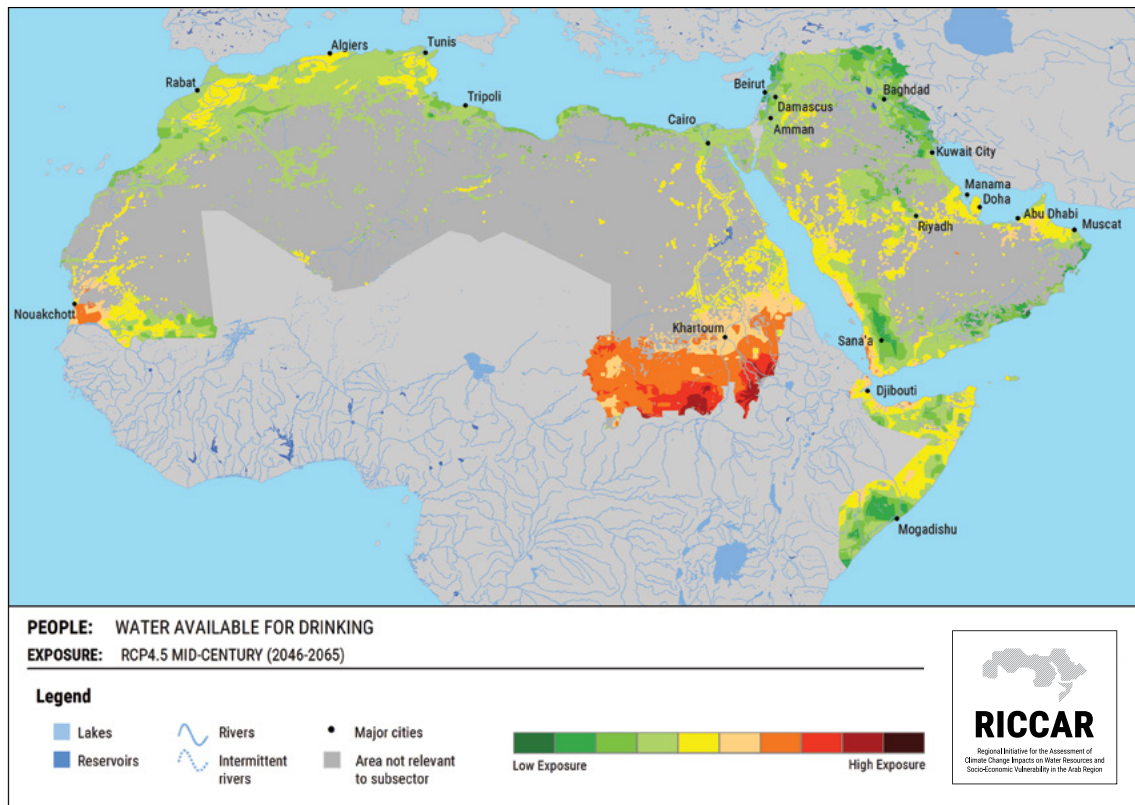 Algiers
Tunis
Rabat
Tripoli
Beirut
Baghdad
Damascus
Cairo
Amman
Kuwait City
Manama
Doha
Abu Dhabi
Muscat
Riyadh
Nouakchott
Khartoum
Sana'a
Djibouti
Mogadishu
PEOPLE: WATER AVAILABLE FOR DRINKING
EXPOSURE: RCP4.5 MID-CENTURY (2046-2065)
Legend
Lakes
Reservoirs
Rivers
Intermittent
rivers
Major cities
Area not relevant
to subsector
Low Exposure
High Exposure
RICCAR
Regional Initiative for the Assessment of
Climate Change Impacts on Water Resources and
Socio-Economic Vulnerability in the Arab Region